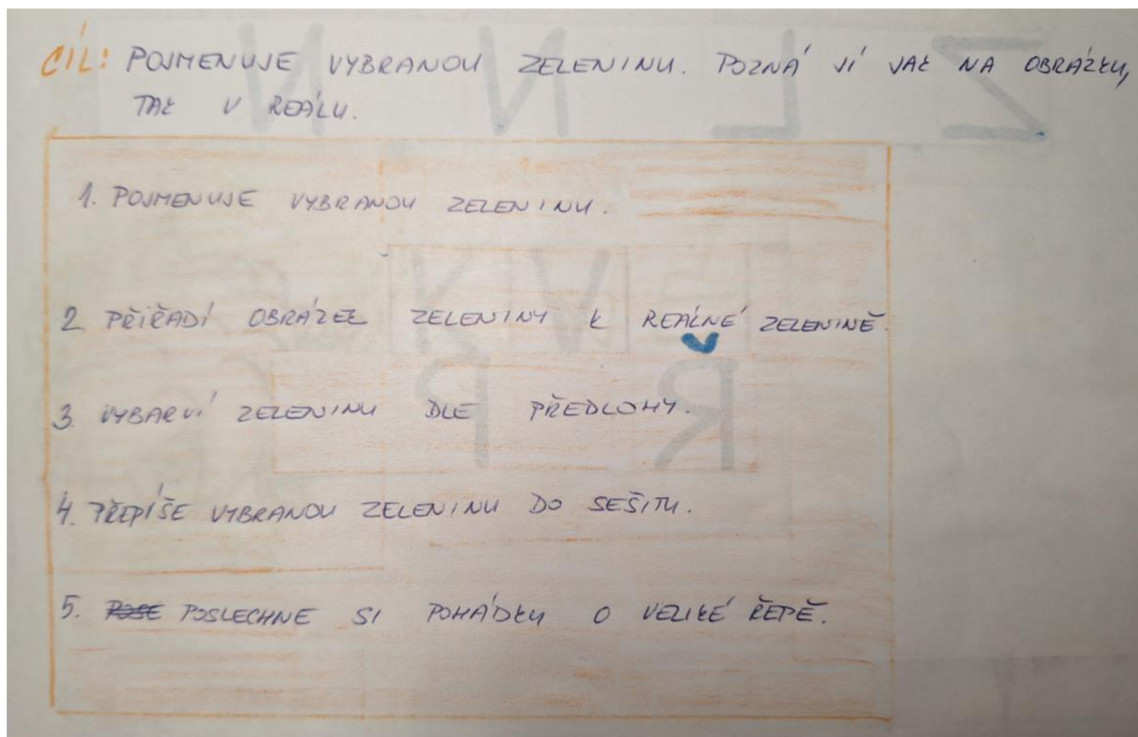 CÍL: POJMENUJE VYBRANOU ZELENINU. POZNÁ JÍ JAK NA OBRÁZKU,
TAK V REÁLU.
1. POJMENUJE VYBRANOU ZELENINU.
2 PŘIŘADÍ OBRÁZEK ZELENINY K REÁLNÉ ZELENINĚ.
3. VYBARVÍ ZELENINU DLE PŘEDLOHY.
4. PŘEPÍŠE VYBRANOU ZELENINU DO SEŠITU.
5. POSLECHNE SI POHÁDKU O VELIKÉ ŘEPĚ.